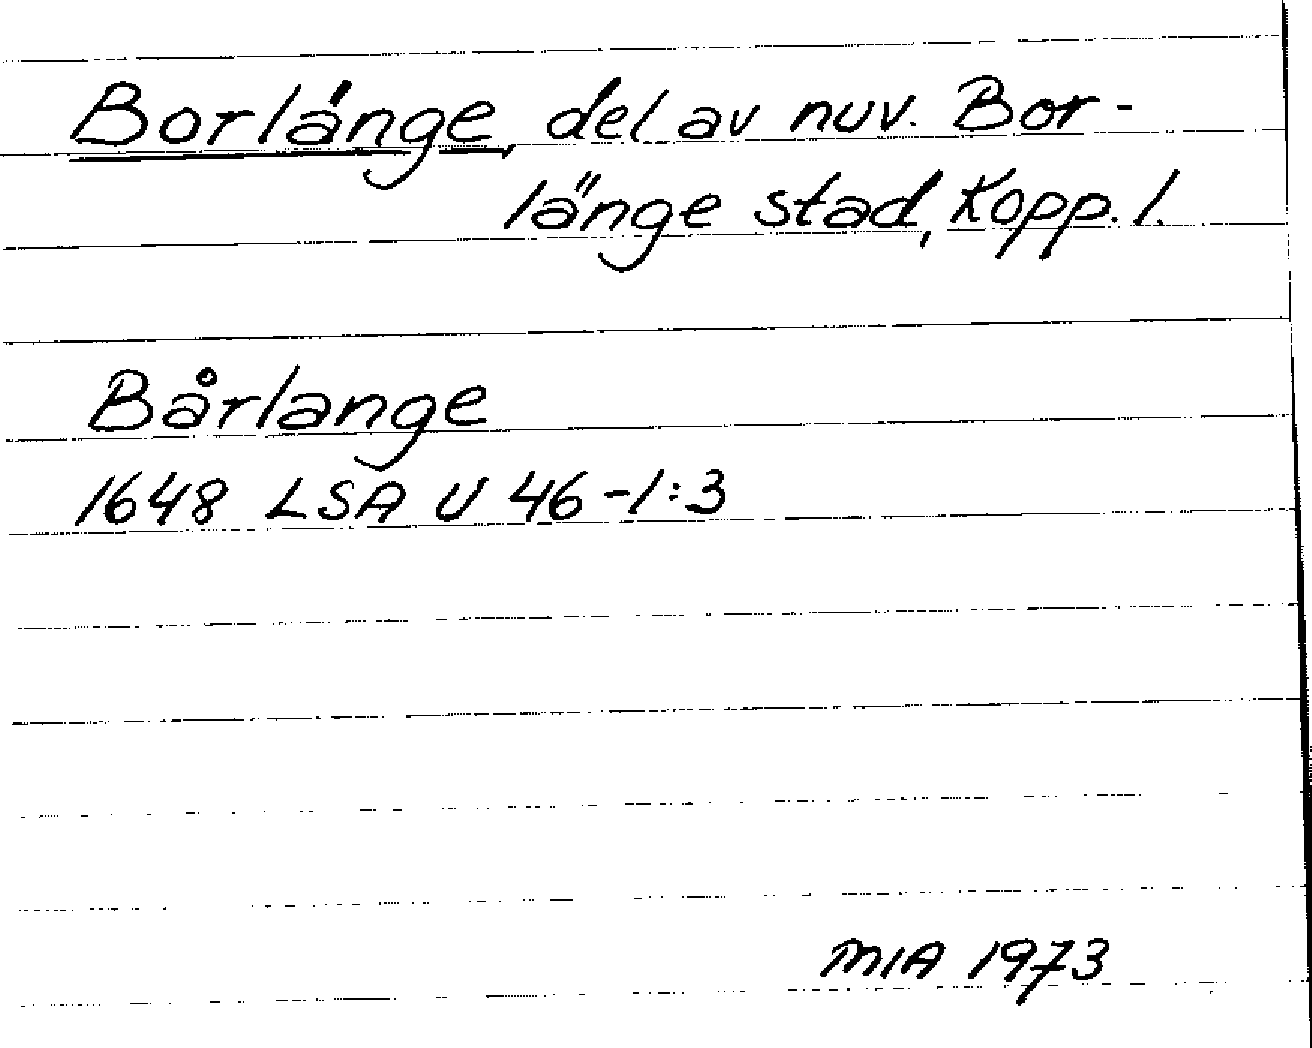 Borlänge, del av nuv. Bor-
länge stad, Kopp. l.
Bårlange
1648 LSA U 46-1:3
MIA 1973